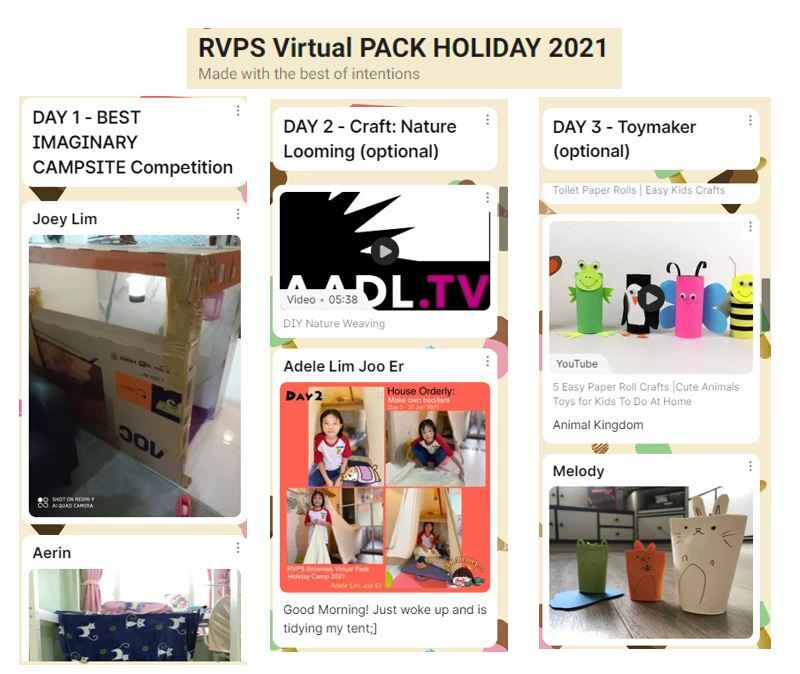 RVPS Virtual PACK HOLIDAY 2021
Made with the best of intentions
DAY 1 - BEST
IMAGINARY
CAMPSITE Competition
Joey Lim
AOC
SHOT ON REDMI 9
AI QUAD CAMERA
Aerin
DAY 2 - Craft: Nature
Looming (optional)
AADL.TV
Video • 05:38
DIY Nature Weaving
Adele Lim Joo Er
DAY 2
House Orderly:
Make own bed/tent
RVPS Brownies Virtual Pack
Holiday Camp 2021
Adele Lim Joo Er
Good Morning! Just woke up and is
tidying my tent;]
DAY 3 - Toymaker
(optional)
Toilet Paper Rolls | Easy Kids Crafts
YouTube
5 Easy Paper Roll Crafts |Cute Animals
Toys for Kids To Do At Home
Animal Kingdom
Melody